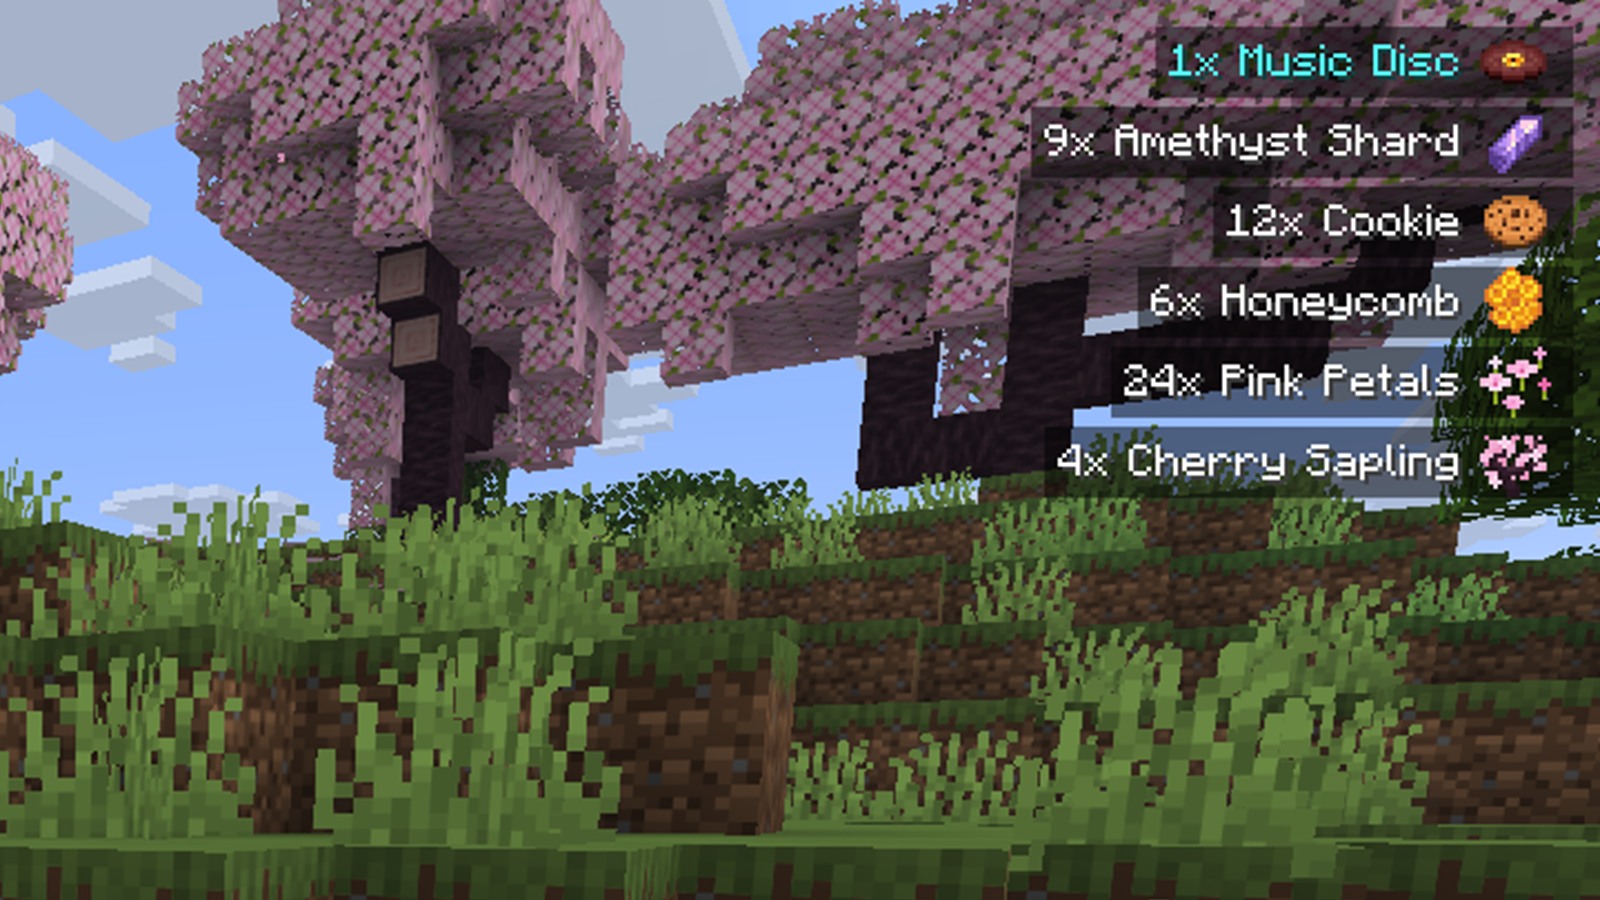 1x Music Disc
9x Amethyst Shard
12x Cookie
6x Honeycomb
24x Pink Petals
4x Cherry Sapling